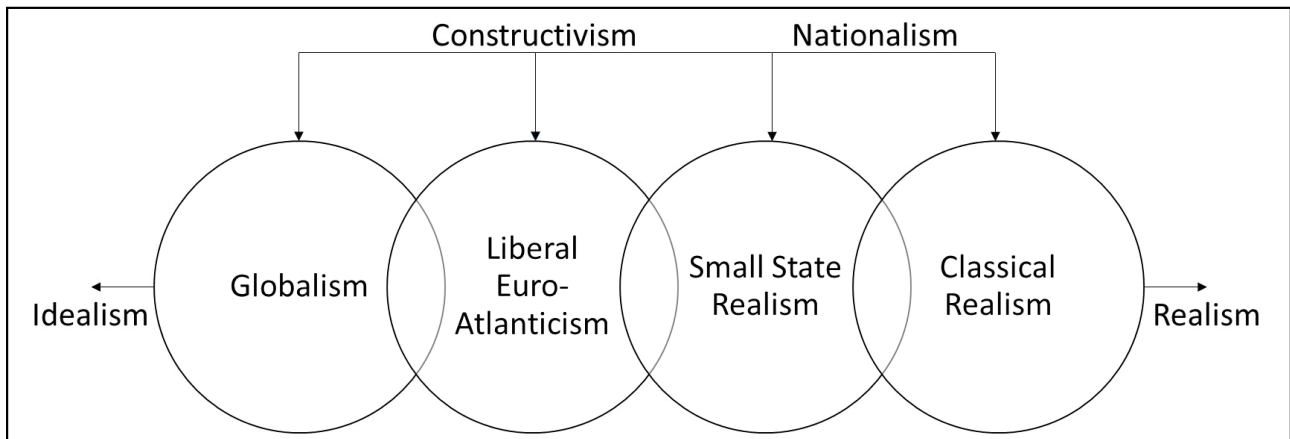 Constructivism Nationalism
Globalism
Liberal
Euro-
Atlanticism
Small State
Realism
Classical
Realism
Idealism
Realism